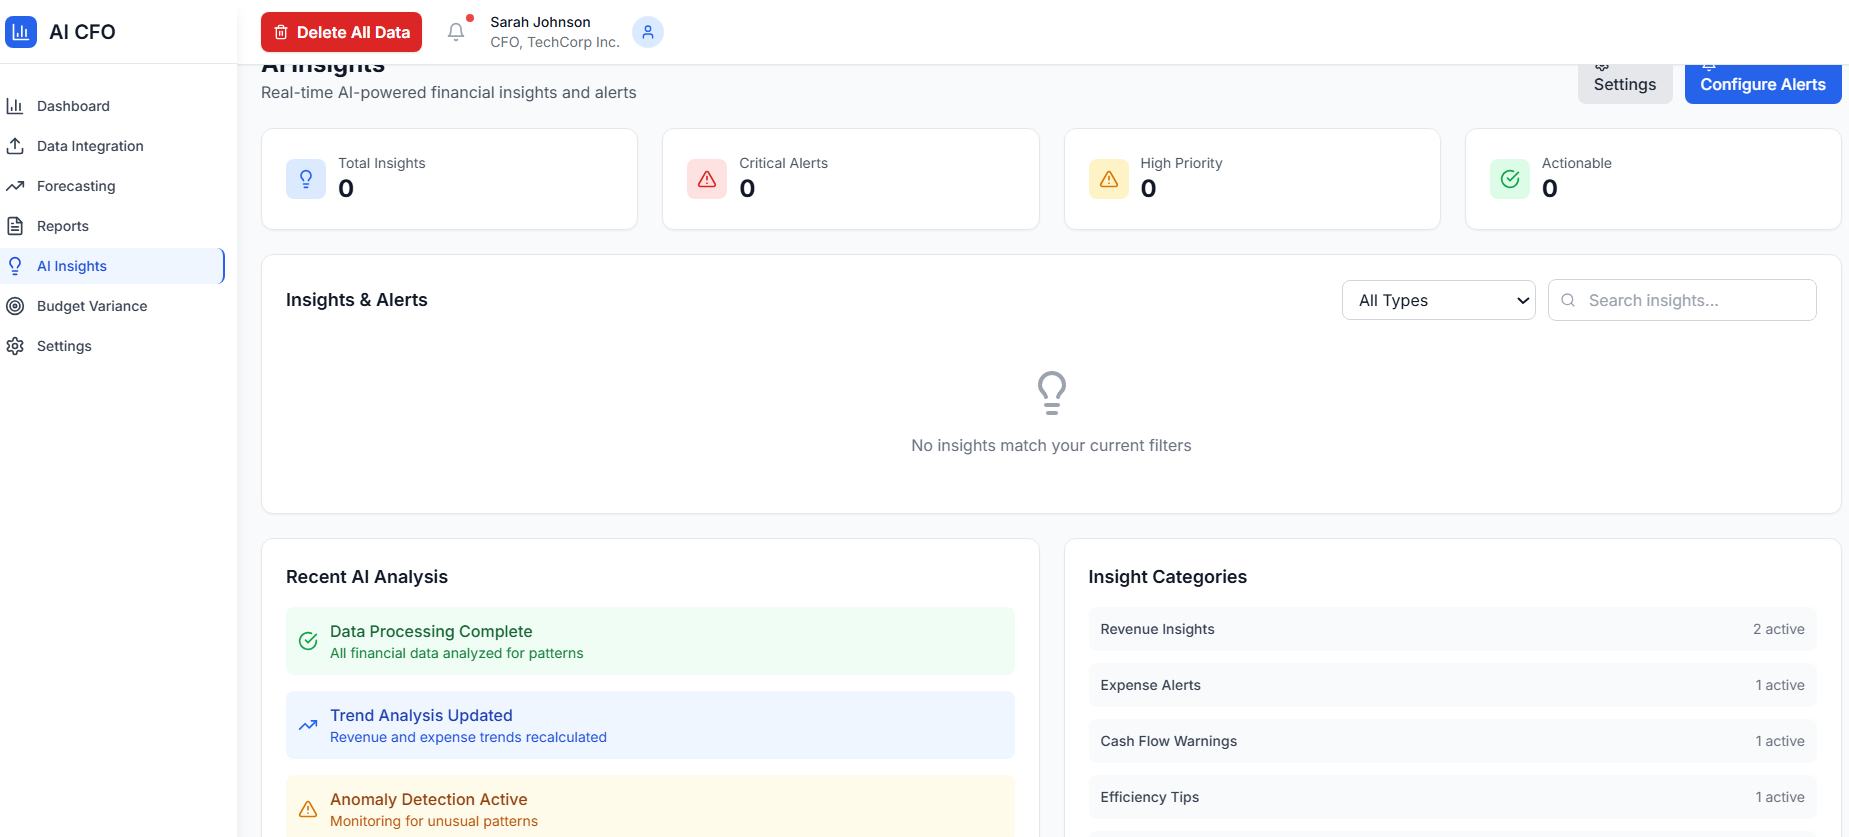 AI CFO
Delete All Data
Sarah Johnson
CFO, TechCorp Inc.
Dashboard
Data Integration
Forecasting
Reports
AI Insights
Budget Variance
Settings
AI Insights
Real-time AI-powered financial insights and alerts
Settings
Configure Alerts
Total Insights
0
Critical Alerts
0
High Priority
0
Actionable
0
Insights & Alerts
All Types
Search insights...
No insights match your current filters
Recent AI Analysis
Data Processing Complete
All financial data analyzed for patterns
Trend Analysis Updated
Revenue and expense trends recalculated
Anomaly Detection Active
Monitoring for unusual patterns
Insight Categories
Revenue Insights
2 active
Expense Alerts
1 active
Cash Flow Warnings
1 active
Efficiency Tips
1 active